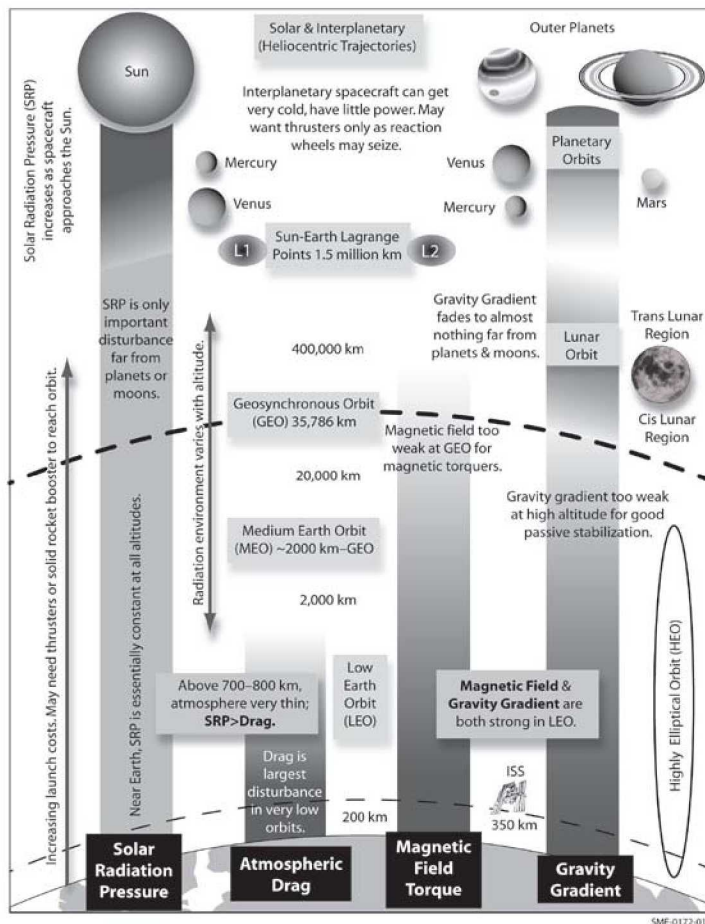 Solar & Interplanetary
(Heliocentric Trajectories)
Outer Planets
Sun
Interplanetary spacecraft can get
very cold, have little power. May
want thrusters only as reaction
wheels may seize.
Solar Radiation Pressure (SRP)
increases as spacecraft
approaches the Sun.
Planetary
Orbits
Mercury
Venus
Venus
Mercury
Mars
L1
Sun-Earth Lagrange
Points 1.5 million km
L2
SRP is only
important
disturbance
far from
planets or
moons.
Gravity Gradient
fades to almost
nothing far from
planets & moons.
Trans Lunar
Region
Lunar
Orbit
Cis Lunar
Region
400,000 km
Radiation environment varies with altitude.
Increasing launch costs. May need thrusters or solid rocket booster to reach orbit.
Geosynchronous Orbit
(GEO) 35,786 km
Magnetic field too
weak at GEO for
magnetic torquers.
20,000 km
Gravity gradient too weak
at high altitude for good
passive stabilization.
Medium Earth Orbit
(MEO) ~2000 km–GEO
2,000 km
Near Earth, SRP is essentially constant at all altitudes.
Above 700–800 km,
atmosphere very thin;
SRP>Drag.
Low
Earth
Orbit
(LEO)
Magnetic Field &
Gravity Gradient are
both strong in LEO.
Highly Elliptical Orbit (HEO)
Drag is
largest
disturbance
in very low
orbits.
200 km
ISS
350 km
Solar
Radiation
Pressure
Atmospheric
Drag
Magnetic
Field
Torque
Gravity
Gradient
SME-0172-01